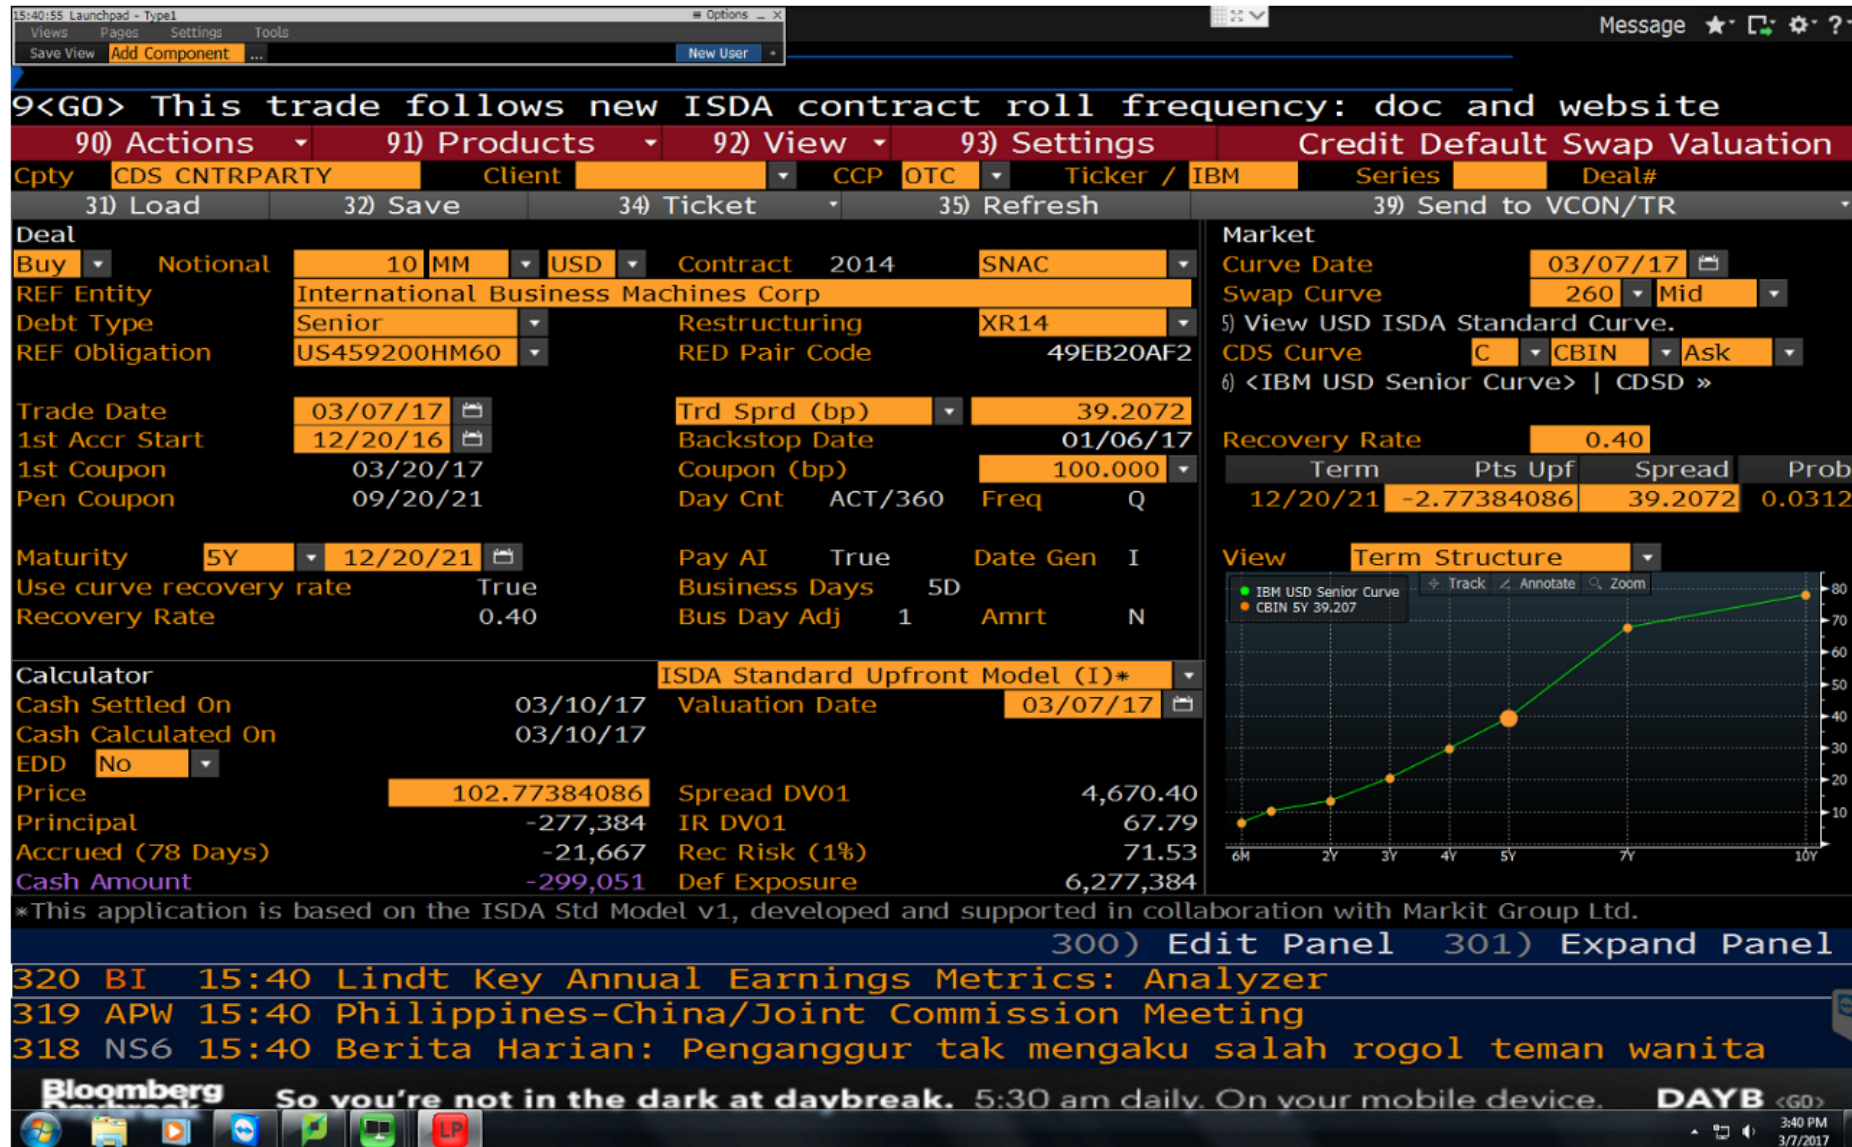 15:40:55 Launchpad - Type1 ≡ Options _ X
Views Pages Settings Tools
Save View Add Component ... New User +
Message
9<GO> This trade follows new ISDA contract roll frequency: doc and website
90) Actions 91) Products 92) View 93) Settings Credit Default Swap Valuation
Cpty CDS CNTRPARTY Client CCP OTC Ticker / IBM Series Deal#
31) Load 32) Save 34) Ticket 35) Refresh 39) Send to VCON/TR
Deal
Buy Notional 10 MM USD Contract 2014 SNAC
REF Entity International Business Machines Corp
Debt Type Senior Restructuring XR14
REF Obligation US459200HM60 RED Pair Code 49EB20AF2
Trade Date 03/07/17 Trd Sprd (bp) 39.2072
1st Accr Start 12/20/16 Backstop Date 01/06/17
1st Coupon 03/20/17 Coupon (bp) 100.000
Pen Coupon 09/20/21 Day Cnt ACT/360 Freq Q
Maturity 5Y 12/20/21 Pay AI True Date Gen I
Use curve recovery rate True Business Days 5D
Recovery Rate 0.40 Bus Day Adj 1 Amrt N
Market
Curve Date 03/07/17
Swap Curve 260 Mid
5) View USD ISDA Standard Curve.
CDS Curve C CBIN Ask
6) <IBM USD Senior Curve> | CDSD »
Recovery Rate 0.40
Term Pts Upf Spread Prob
12/20/21 -2.77384086 39.2072 0.0312
View Term Structure
Track Annotate Zoom
IBM USD Senior Curve
CBIN 5Y 39.207
80
70
60
50
40
30
20
10
6M 2Y 3Y 4Y 5Y 7Y 10Y
Calculator ISDA Standard Upfront Model (I)*
Cash Settled On 03/10/17 Valuation Date 03/07/17
Cash Calculated On 03/10/17
EDD No
Price 102.77384086 Spread DV01 4,670.40
Principal -277,384 IR DV01 67.79
Accrued (78 Days) -21,667 Rec Risk (1%) 71.53
Cash Amount -299,051 Def Exposure 6,277,384
*This application is based on the ISDA Std Model v1, developed and supported in collaboration with Markit Group Ltd.
300) Edit Panel 301) Expand Panel
320 BI 15:40 Lindt Key Annual Earnings Metrics: Analyzer
319 APW 15:40 Philippines-China/Joint Commission Meeting
318 NS6 15:40 Berita Harian: Penganggur tak mengaku salah rogol teman wanita
Bloomberg
So you're not in the dark at daybreak. 5:30 am daily. On your mobile device. DAYB <GO>
LP
3:40 PM
3/7/2017